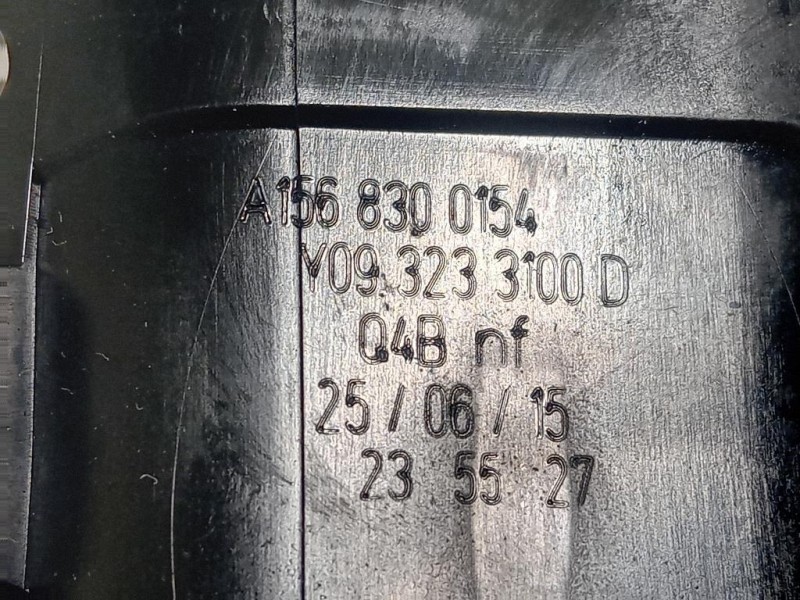 A156 830 0154
Y09 323 3100 D
Q4B nf
25 / 06 / 15
23 55 27